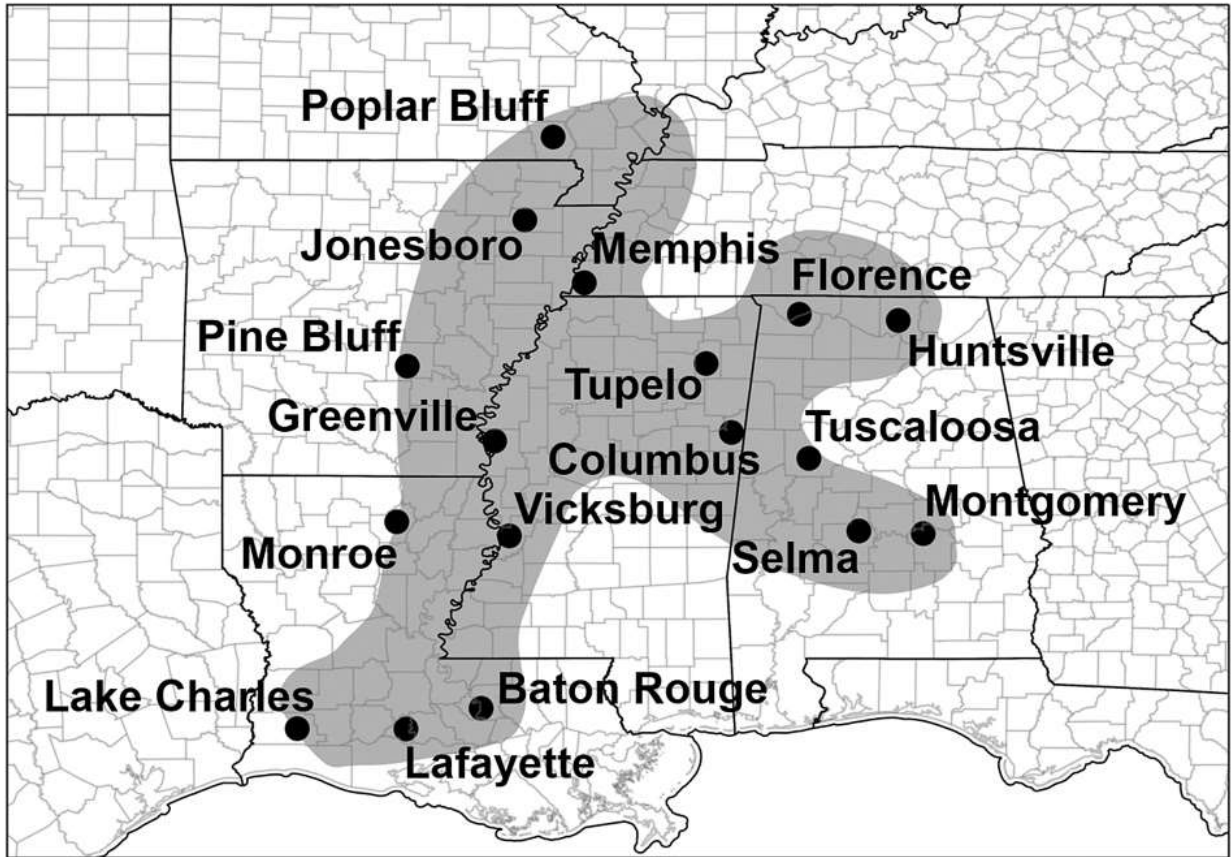 Poplar Bluff
Jonesboro
Memphis
Florence
Pine Bluff
Huntsville
Tupelo
Greenville
Tuscaloosa
Columbus
Vicksburg
Montgomery
Monroe
Selma
Lake Charles
Baton Rouge
Lafayette